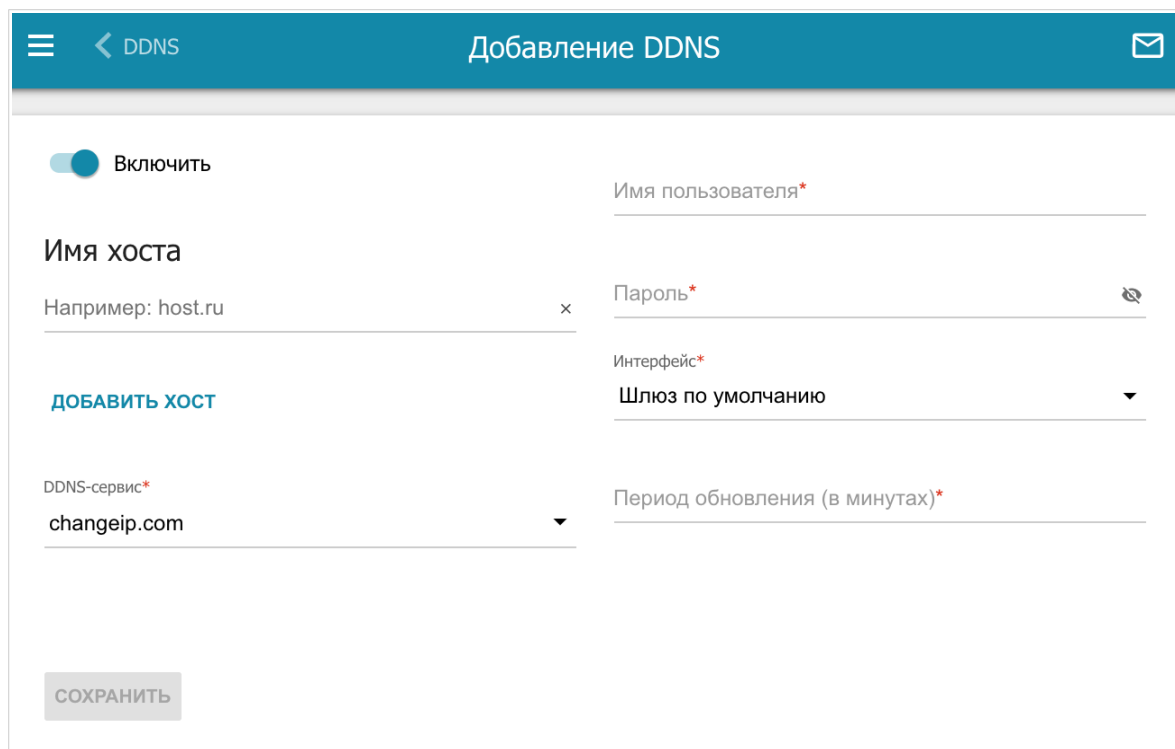 DDNS
Добавление DDNS
Включить
Имя хоста
Например: host.ru
ДОБАВИТЬ ХОСТ
DDNS-сервис*
changeip.com
СОХРАНИТЬ
Имя пользователя*
Пароль*
Интерфейс*
Шлюз по умолчанию
Период обновления (в минутах)*